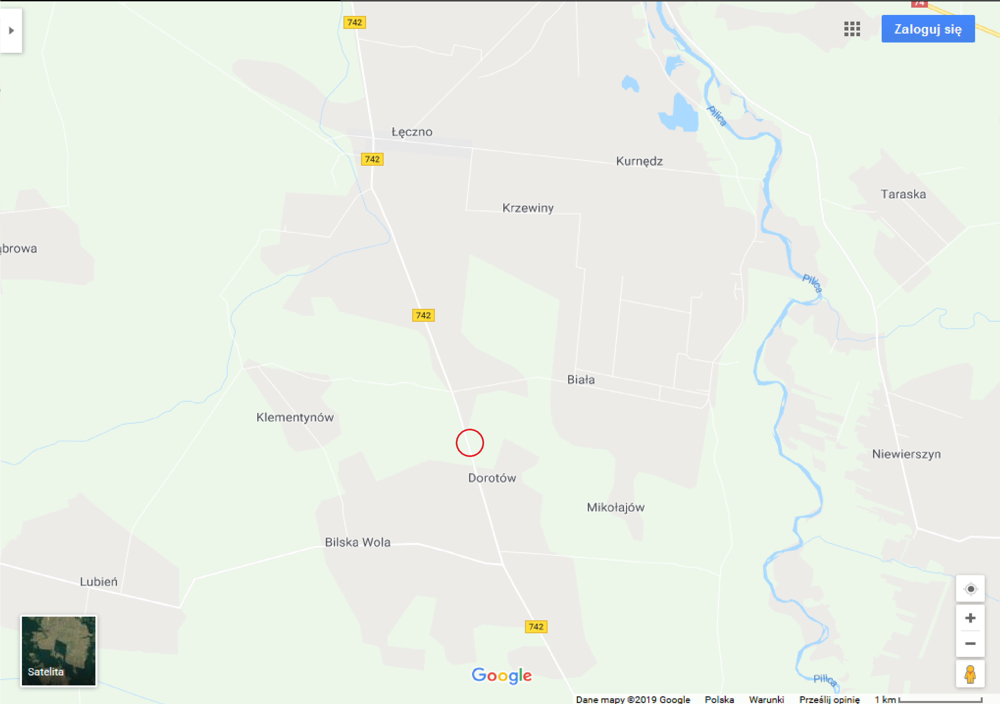 74
742
Zaloguj się
Pilica
Łęczno
742
Kurnędz
Taraska
Krzewiny
browa
Pilica
742
Biała
Klementynów
Niewierszyn
Dorotów
Mikołajów
Bilska Wola
Lubień
742
Satelita
Google
Pilica
Dane mapy ©2019 Google Polska Warunki Prześlij opinię 1 km